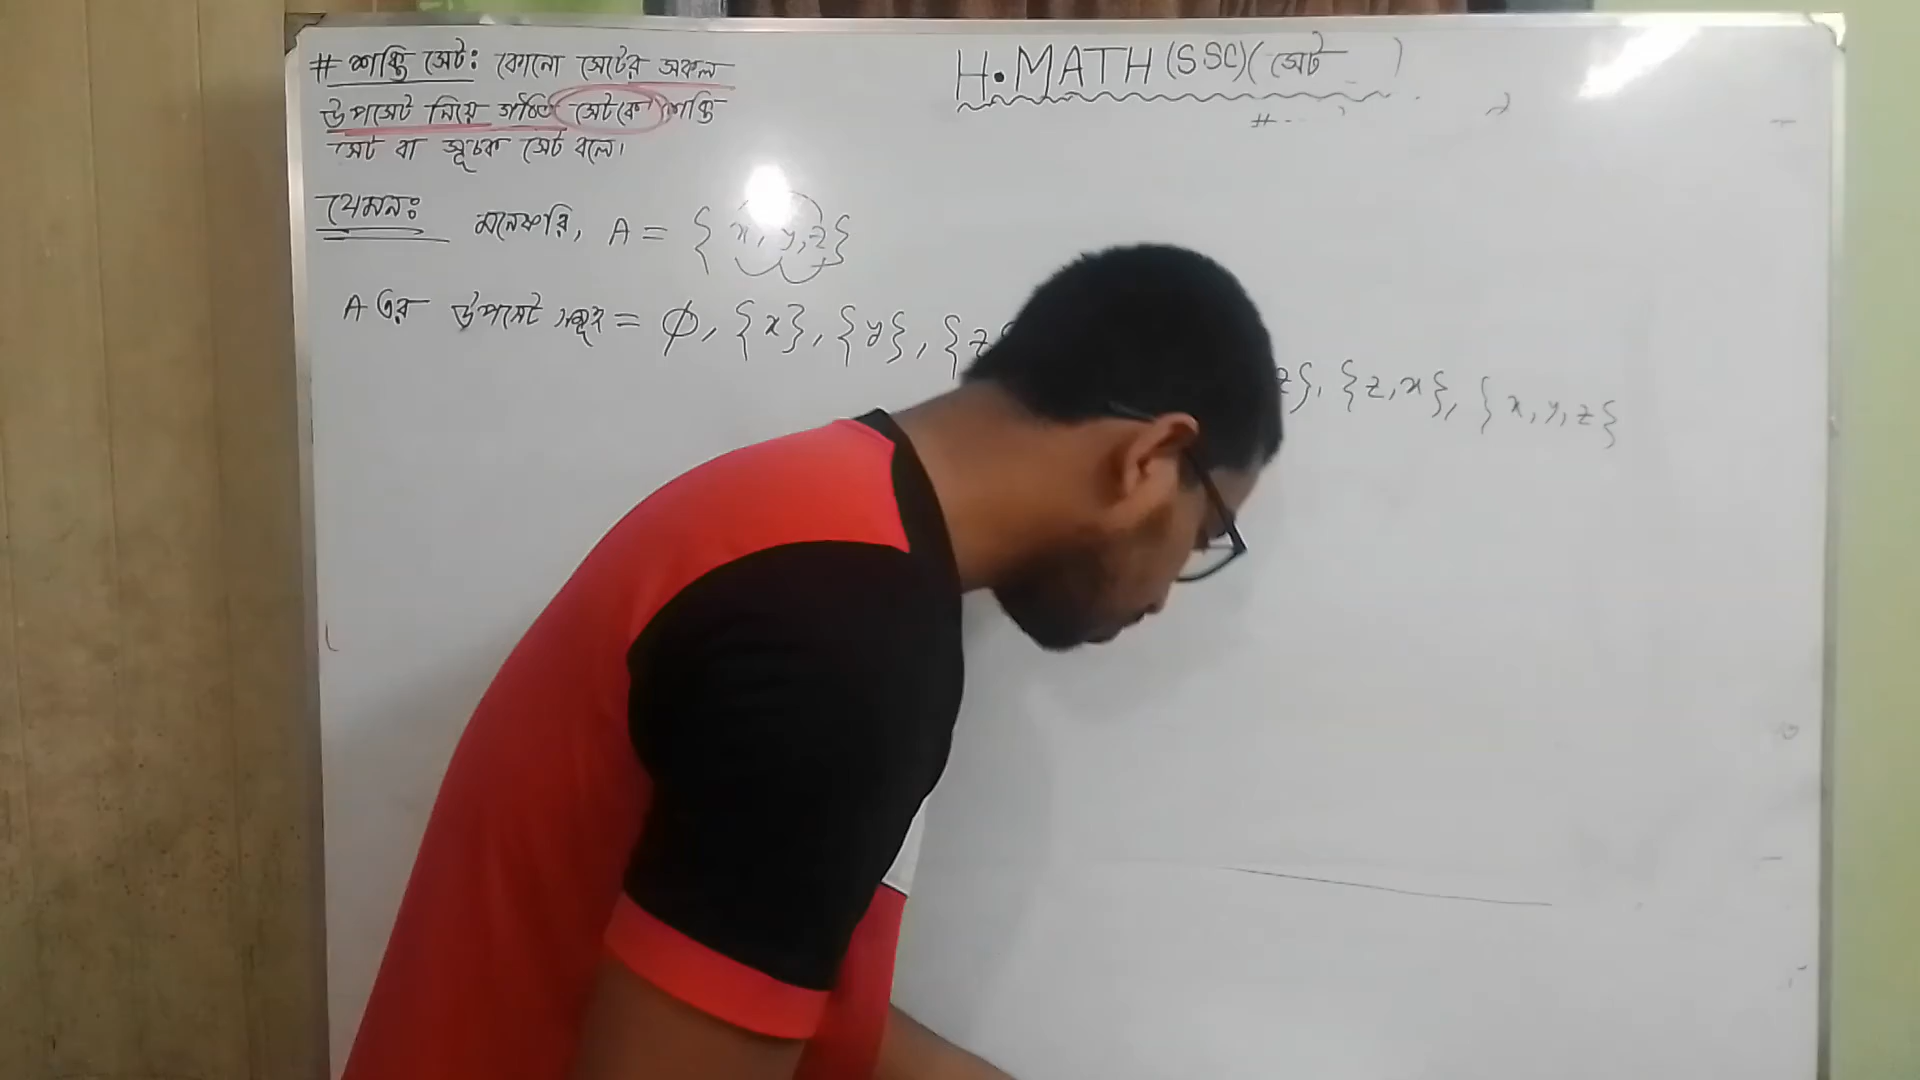 # শক্তি সেট: কোনো সেটের সকল
উপসেট নিয়ে গঠিত সেটকে শক্তি
সেট বা সূচক সেট বলে।
H.MATH (SSC) (সেট )
যেমনঃ মনেকরি, A = { x, y, z }
A এর উপসেট সমূহ = ϕ, {x}, {y}, {z z}, {z, x}, { x, y, z }